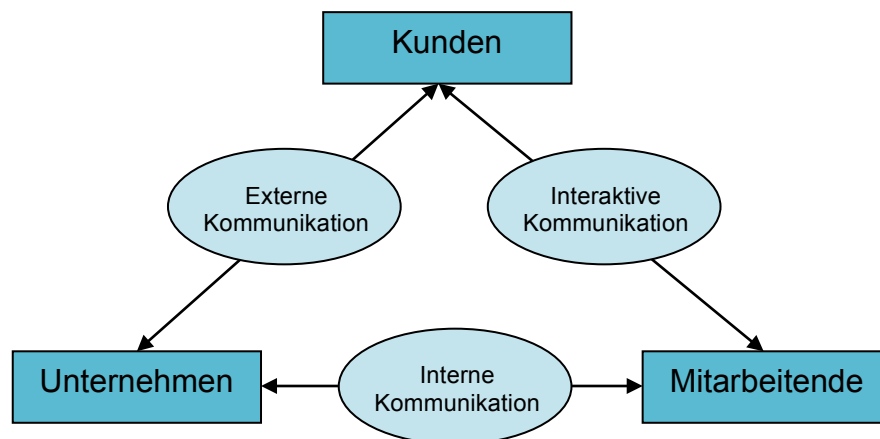 Kunden
Externe
Kommunikation
Interaktive
Kommunikation
Unternehmen
Interne
Kommunikation
Mitarbeitende